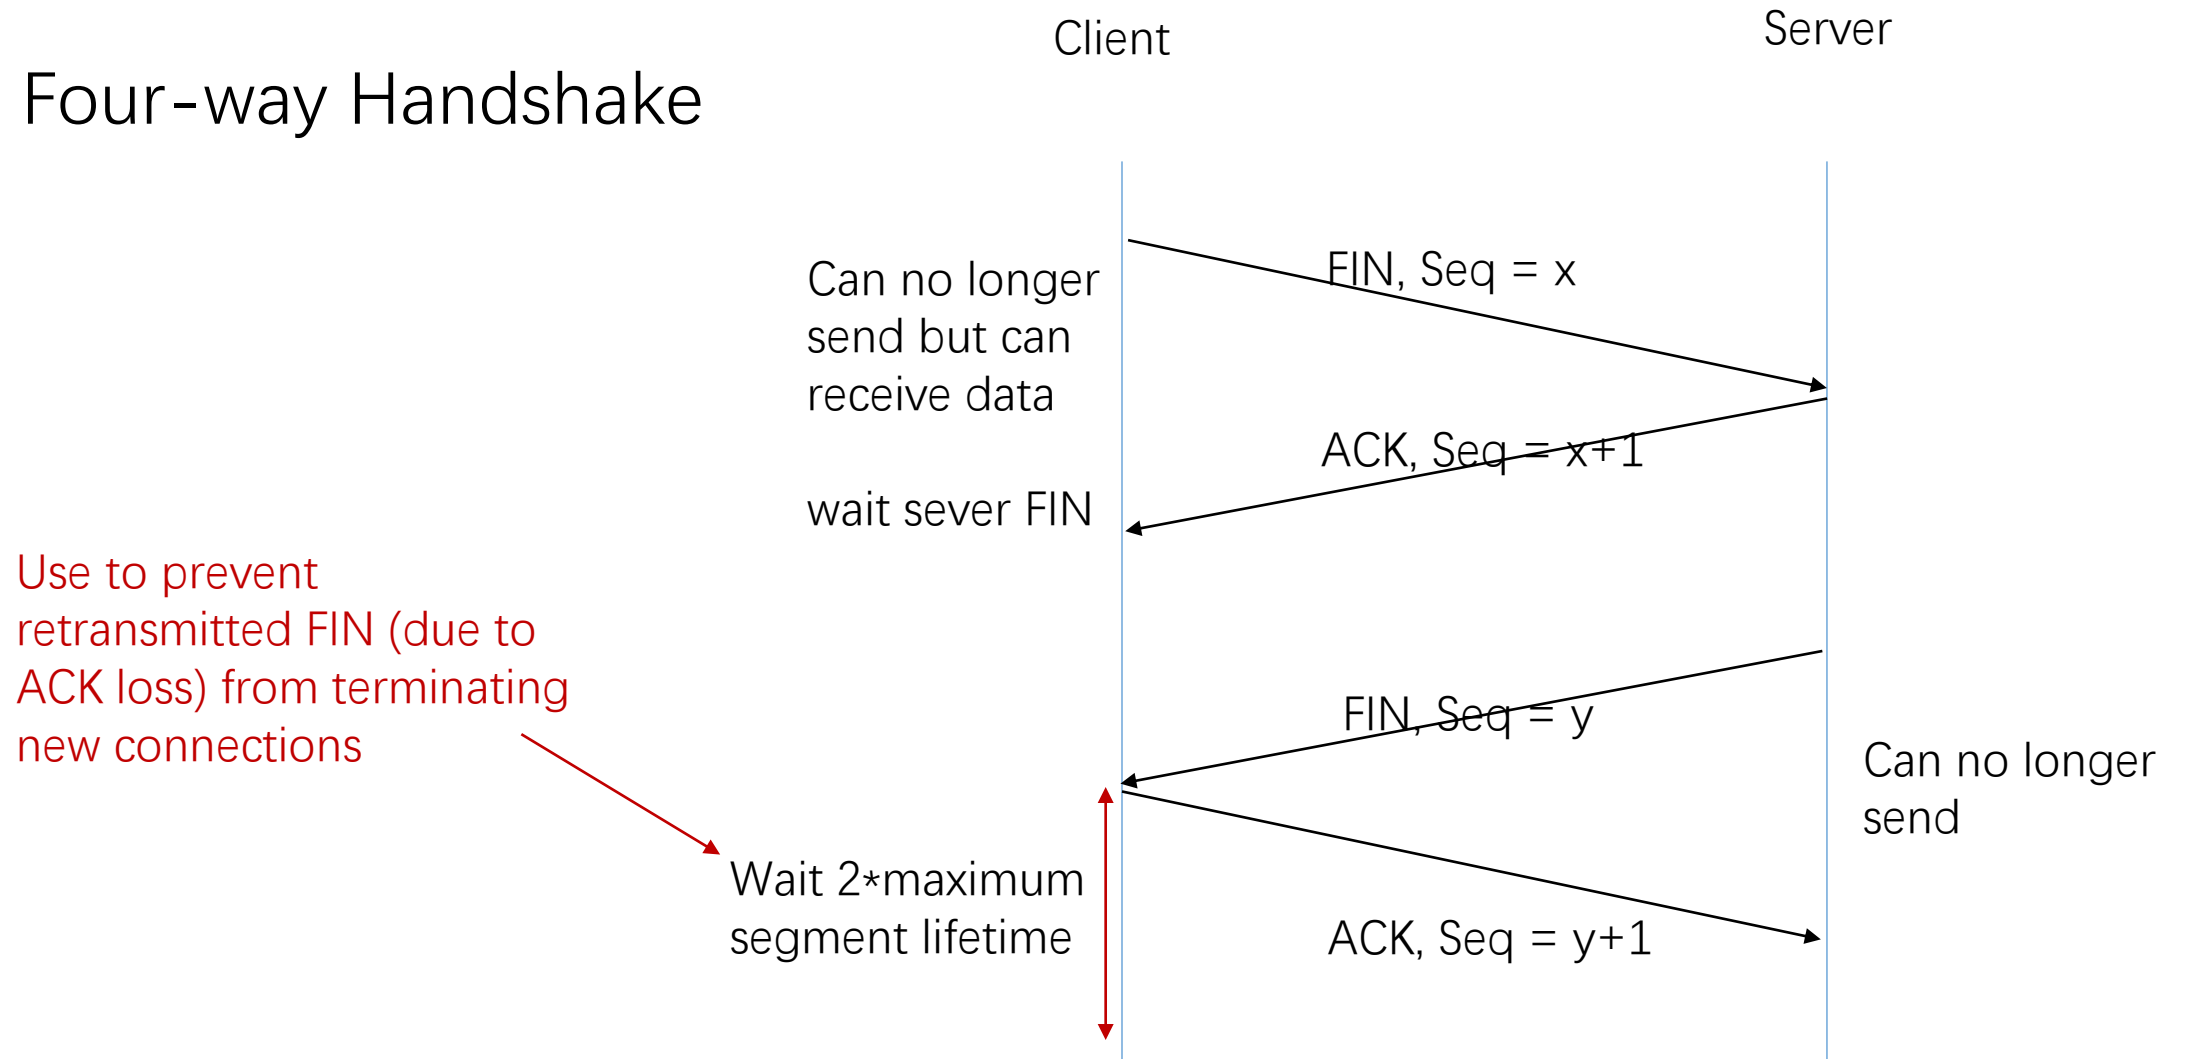 Client
Server
Four-way Handshake
Can no longer
send but can
receive data
wait sever FIN
FIN, Seq = x
ACK, Seq = x+1
Use to prevent
retransmitted FIN (due to
ACK loss) from terminating
new connections
FIN, Seq = y
Can no longer
send
Wait 2*maximum
segment lifetime
ACK, Seq = y+1